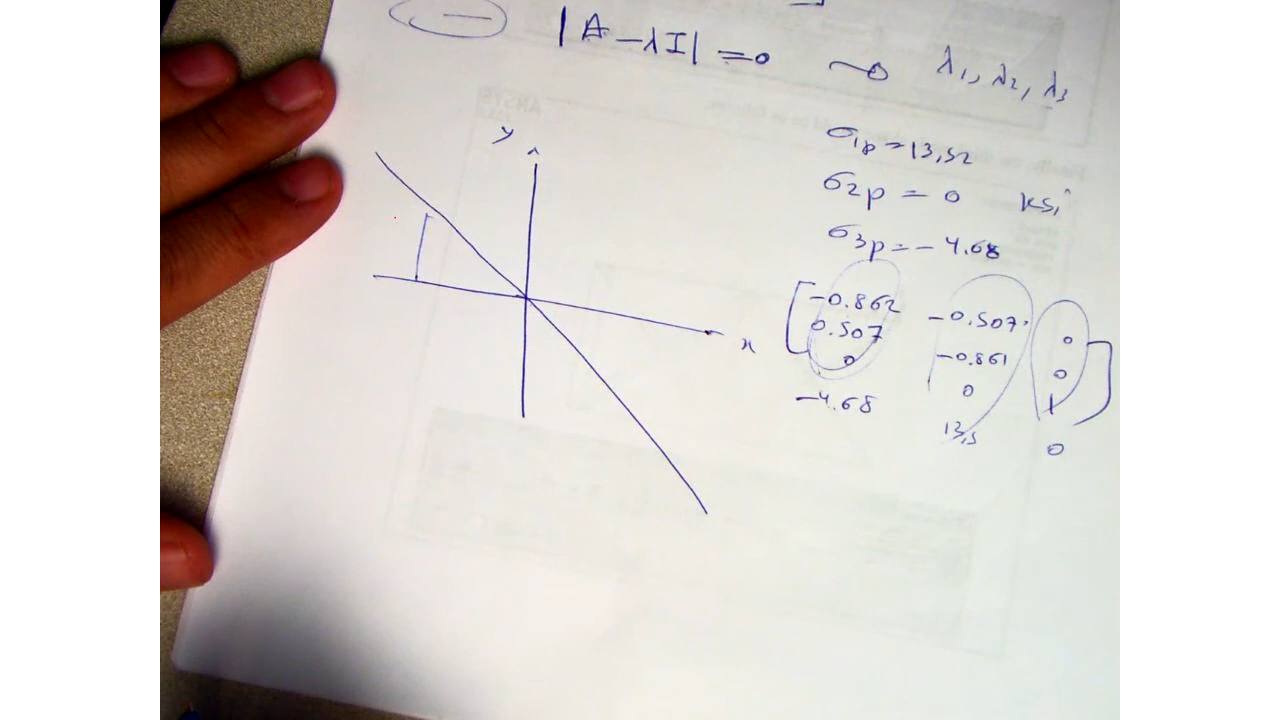 |A - λI| = 0 ~> λ1, λ2, λ3
σ1p = 13,52
σ2p = 0 ksi
σ3p = - 4.68
y
x
[ -0.862 -0.507 0
0.507 -0.861 0
0 0 1 ]
-4.68 13,5 0